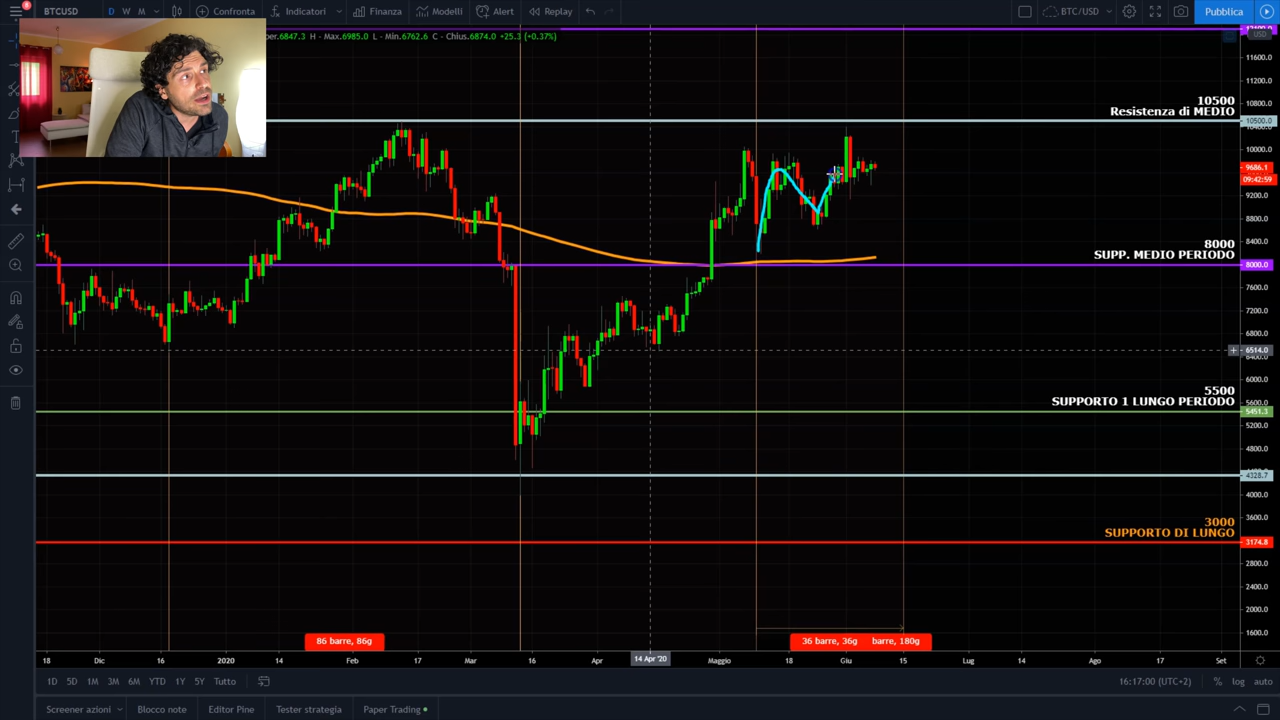 8
BTCUSD D W M Confronta Indicatori Finanza Modelli Alert Replay BTC/USD Pubblica
per.6847.3 H - Max.6985.0 L - Min.6762.6 C - Chius.6874.0 +25.3 (+0.37%)
USD
11600.0
11200.0
10800.0
10500
Resistenza di MEDIO
10500.0
10000.0
9686.1
09:42:59
9200.0
8800.0
8400.0
8000
SUPP. MEDIO PERIODO
8000.0
7600.0
7200.0
6800.0
6514.0
6400.0
6000.0
5500
SUPPORTO 1 LUNGO PERIODO
5600.0
5451.3
5200.0
4800.0
4328.7
4000.0
3600.0
3000
SUPPORTO DI LUNGO
3174.8
2800.0
2400.0
2000.0
1600.0
86 barre, 86g
36 barre, 36g barre, 180g
18 Dic 16 2020 14 Feb 17 Mar 16 Apr 14 Apr '20 Maggio 18 Giu 15 Lug 14 Ago 17 Set
1D 5D 1M 3M 6M YTD 1Y 5Y Tutto
16:17:00 (UTC+2) % log auto
Screener azioni Blocco note Editor Pine Tester strategia Paper Trading